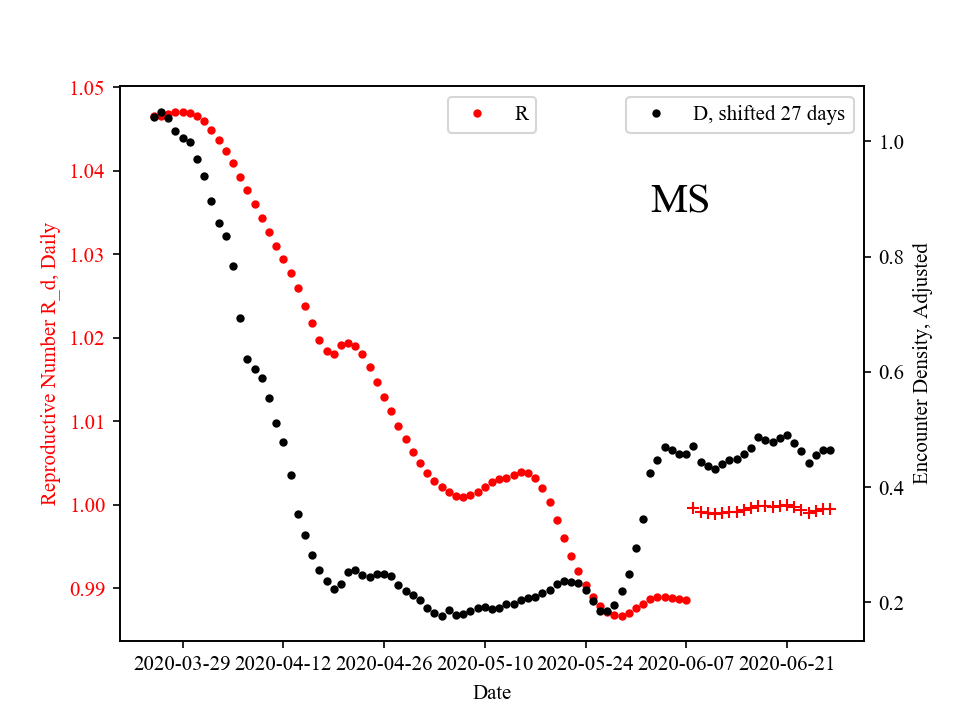 R
D, shifted 27 days
MS
1.05
1.04
1.03
1.02
1.01
1.00
0.99
Reproductive Number R_d, Daily
1.0
0.8
0.6
0.4
0.2
Encounter Density, Adjusted
2020-03-29 2020-04-12 2020-04-26 2020-05-10 2020-05-24 2020-06-07 2020-06-21
Date